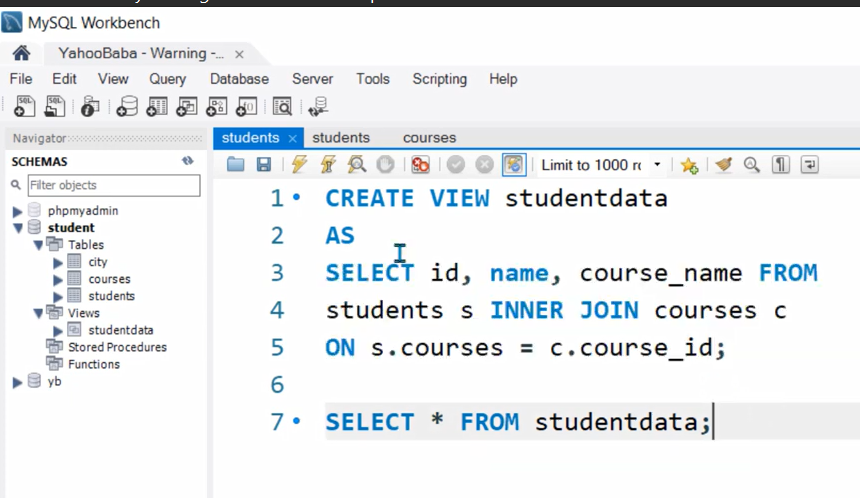 MySQL Workbench
YahooBaba - Warning -...
File Edit View Query Database Server Tools Scripting Help
Navigator
students students courses
SCHEMAS
Limit to 1000 rc
Filter objects
phpmyadmin
student
Tables
city
courses
students
Views
studentdata
Stored Procedures
Functions
yb
1 CREATE VIEW studentdata
2 AS
3 SELECT id, name, course_name FROM
4 students s INNER JOIN courses c
5 ON s.courses = c.course_id;
6
7 SELECT * FROM studentdata;